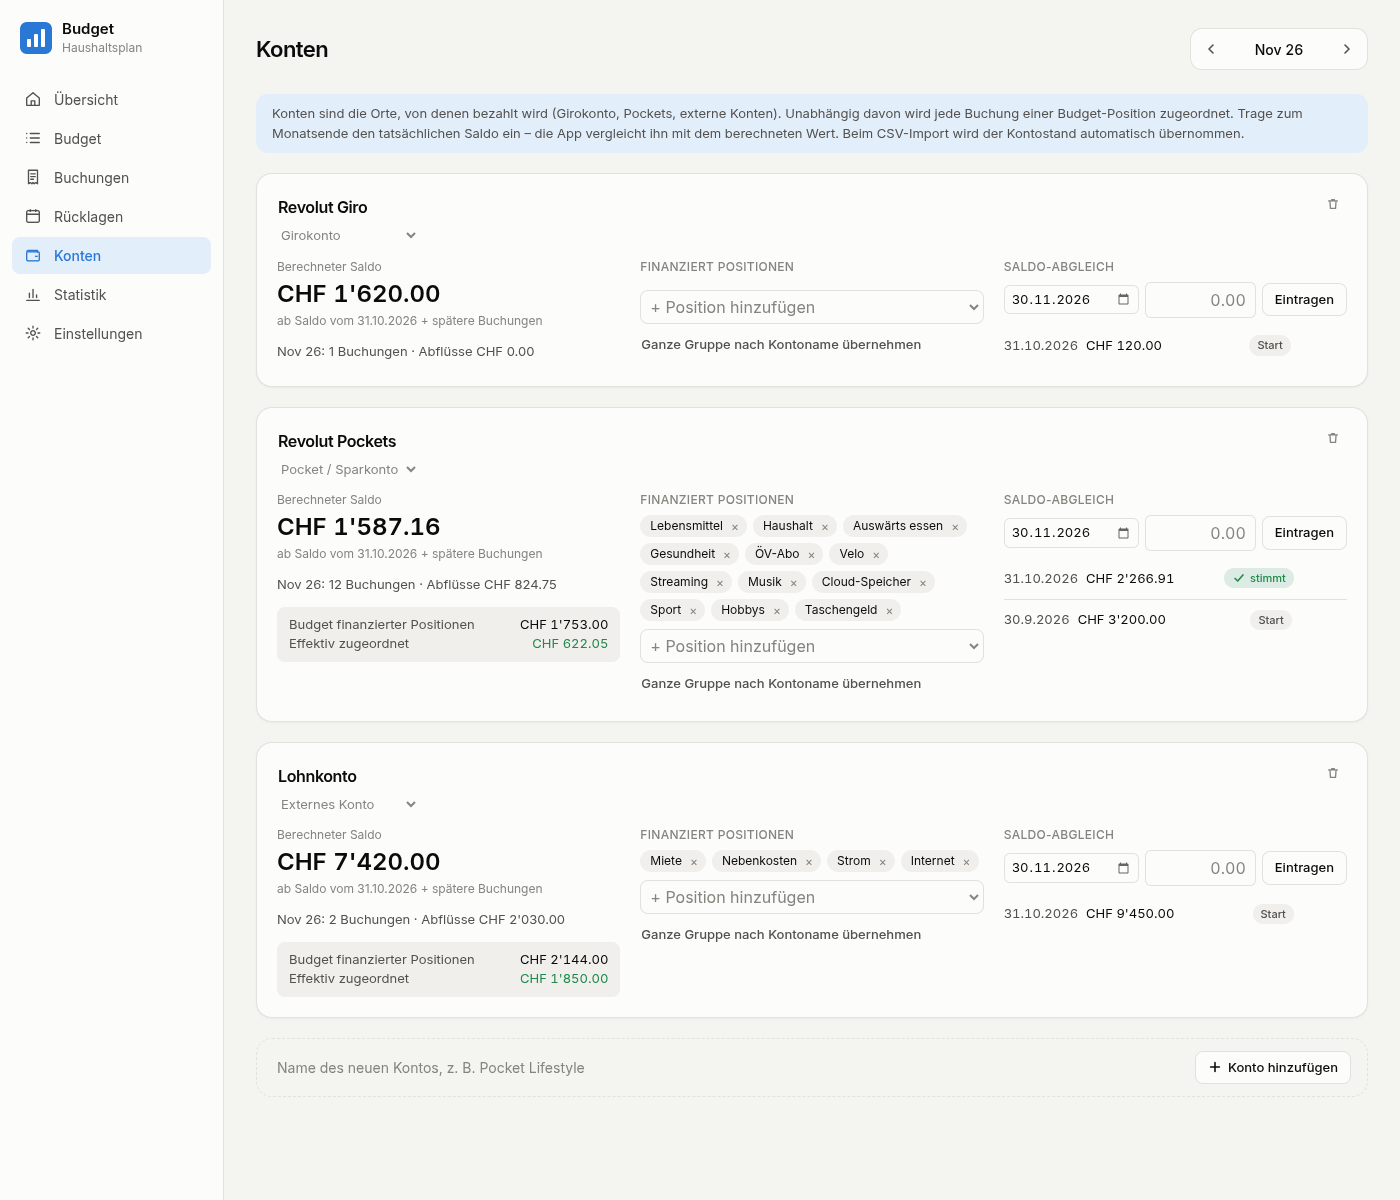 Budget
Haushaltsplan
Übersicht
Budget
Buchungen
Rücklagen
Konten
Statistik
Einstellungen
Konten
Nov 26
Konten sind die Orte, von denen bezahlt wird (Girokonto, Pockets, externe Konten). Unabhängig davon wird jede Buchung einer Budget-Position zugeordnet. Trage zum
Monatsende den tatsächlichen Saldo ein – die App vergleicht ihn mit dem berechneten Wert. Beim CSV-Import wird der Kontostand automatisch übernommen.
Revolut Giro
Girokonto
Berechneter Saldo
CHF 1'620.00
ab Saldo vom 31.10.2026 + spätere Buchungen
Nov 26: 1 Buchungen · Abflüsse CHF 0.00
FINANZIERT POSITIONEN
+ Position hinzufügen
Ganze Gruppe nach Kontoname übernehmen
SALDO-ABGLEICH
30.11.2026 0.00 Eintragen
31.10.2026 CHF 120.00 Start
Revolut Pockets
Pocket / Sparkonto
Berechneter Saldo
CHF 1'587.16
ab Saldo vom 31.10.2026 + spätere Buchungen
Nov 26: 12 Buchungen · Abflüsse CHF 824.75
Budget finanzierter Positionen CHF 1'753.00
Effektiv zugeordnet CHF 622.05
FINANZIERT POSITIONEN
Lebensmittel × Haushalt × Auswärts essen ×
Gesundheit × ÖV-Abo × Velo ×
Streaming × Musik × Cloud-Speicher ×
Sport × Hobbys × Taschengeld ×
+ Position hinzufügen
Ganze Gruppe nach Kontoname übernehmen
SALDO-ABGLEICH
30.11.2026 0.00 Eintragen
31.10.2026 CHF 2'266.91 stimmt
30.9.2026 CHF 3'200.00 Start
Lohnkonto
Externes Konto
Berechneter Saldo
CHF 7'420.00
ab Saldo vom 31.10.2026 + spätere Buchungen
Nov 26: 2 Buchungen · Abflüsse CHF 2'030.00
Budget finanzierter Positionen CHF 2'144.00
Effektiv zugeordnet CHF 1'850.00
FINANZIERT POSITIONEN
Miete × Nebenkosten × Strom × Internet ×
+ Position hinzufügen
Ganze Gruppe nach Kontoname übernehmen
SALDO-ABGLEICH
30.11.2026 0.00 Eintragen
31.10.2026 CHF 9'450.00 Start
Name des neuen Kontos, z. B. Pocket Lifestyle
+ Konto hinzufügen